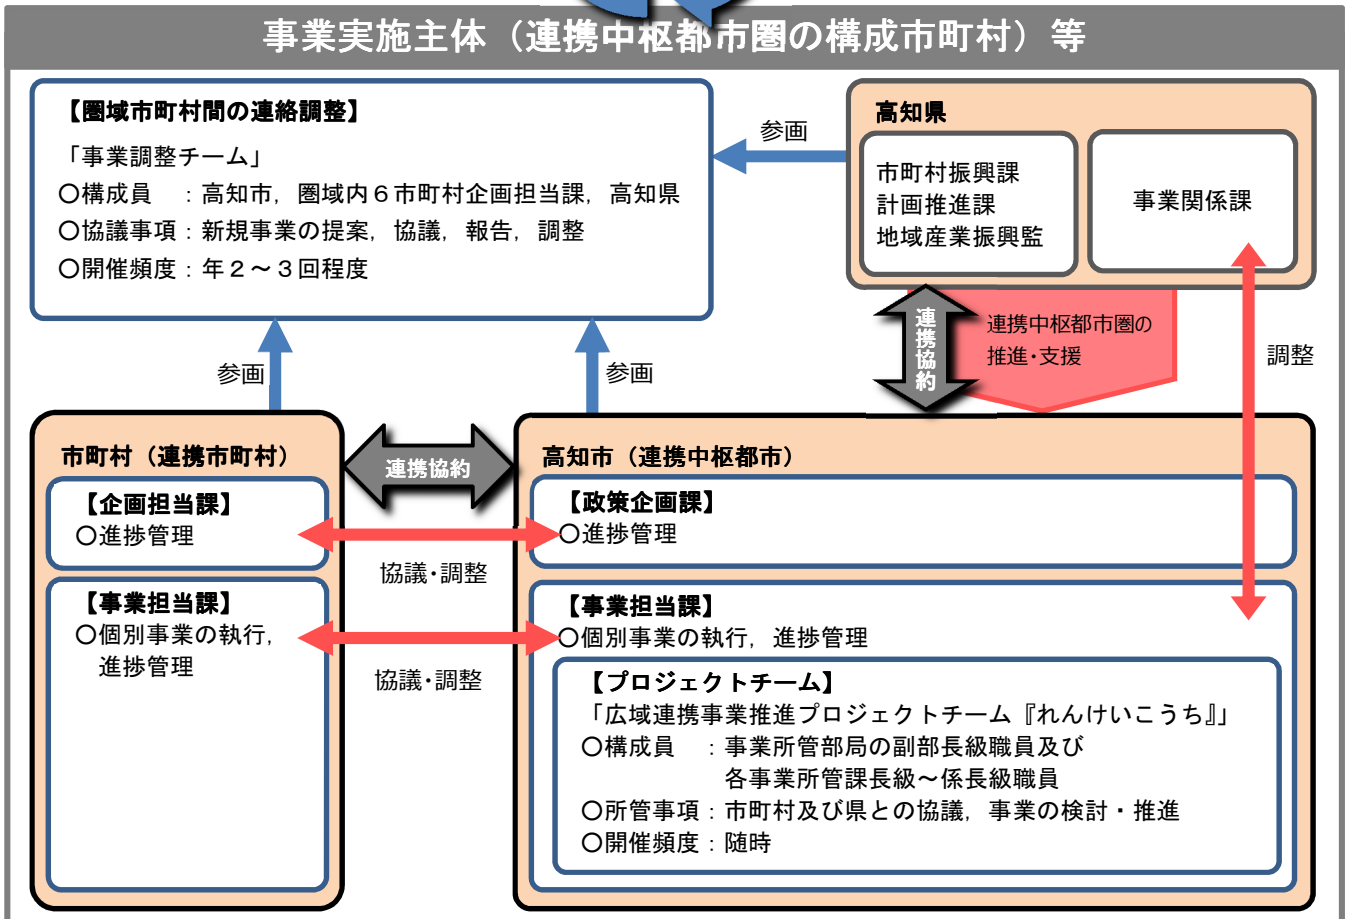 事業実施主体（連携中枢都市圏の構成市町村）等
【圏域市町村間の連絡調整】
「事業調整チーム」
〇構成員　：高知市，圏域内６市町村企画担当課，高知県
〇協議事項：新規事業の提案，協議，報告，調整
〇開催頻度：年２～３回程度
参画
高知県
市町村振興課
計画推進課
地域産業振興監
事業関係課
参画
参画
連携協約
連携中枢都市圏の
推進・支援
調整
市町村（連携市町村）
【企画担当課】
〇進捗管理
【事業担当課】
〇個別事業の執行，
進捗管理
連携協約
協議・調整
協議・調整
高知市（連携中枢都市）
【政策企画課】
〇進捗管理
【事業担当課】
〇個別事業の執行，進捗管理
【プロジェクトチーム】
「広域連携事業推進プロジェクトチーム『れんけいこうち』」
〇構成員　：事業所管部局の副部長級職員及び
各事業所管課長級～係長級職員
〇所管事項：市町村及び県との協議，事業の検討・推進
〇開催頻度：随時